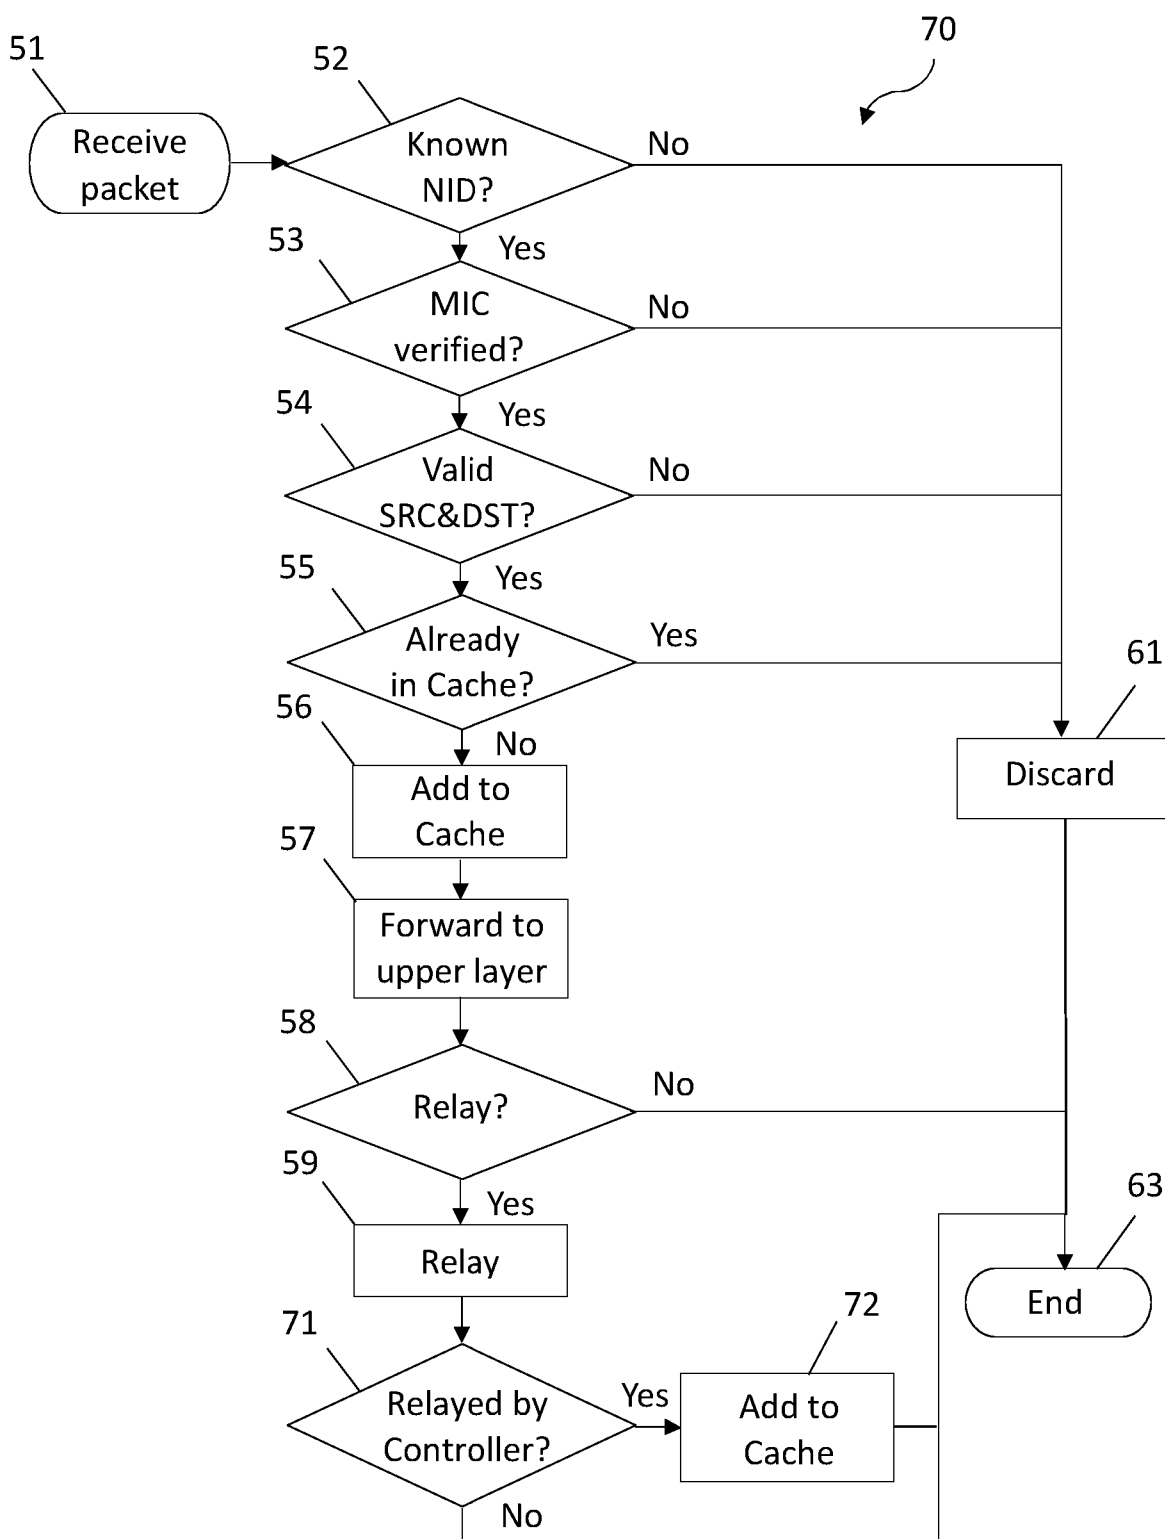 70
51
52
Receive
packet
Known
NID?
No
Yes
53
MIC
verified?
No
Yes
54
Valid
SRC&DST?
No
Yes
55
Already
in Cache?
Yes
61
Discard
No
56
Add to
Cache
57
Forward to
upper layer
58
Relay?
No
Yes
59
Relay
63
End
71
Relayed by
Controller?
Yes
72
Add to
Cache
No